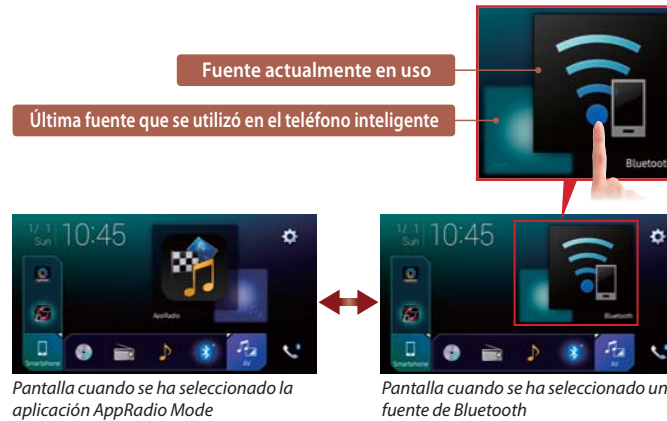 Fuente actualmente en uso
Última fuente que se utilizó en el teléfono inteligente
Bluetoot
1/ 1
Sun
10:45
AppRadio
Smartphone
AV
1/ 1
Sun
10:45
Bluetooth
Smartphone
AV
Pantalla cuando se ha seleccionado la
aplicación AppRadio Mode
Pantalla cuando se ha seleccionado un
fuente de Bluetooth